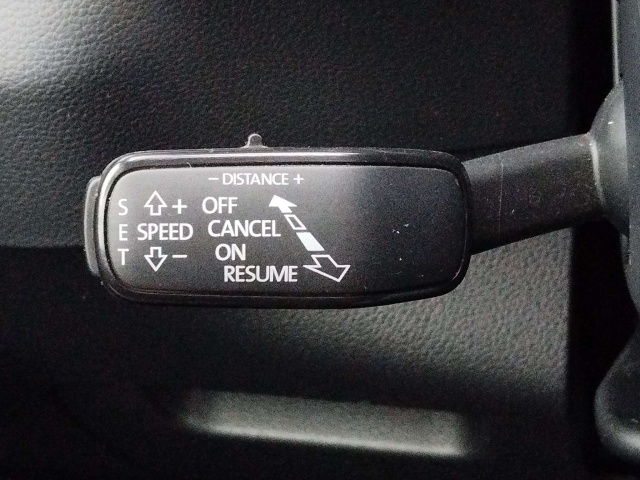 − DISTANCE +
S + OFF
E SPEED CANCEL
T − ON
RESUME